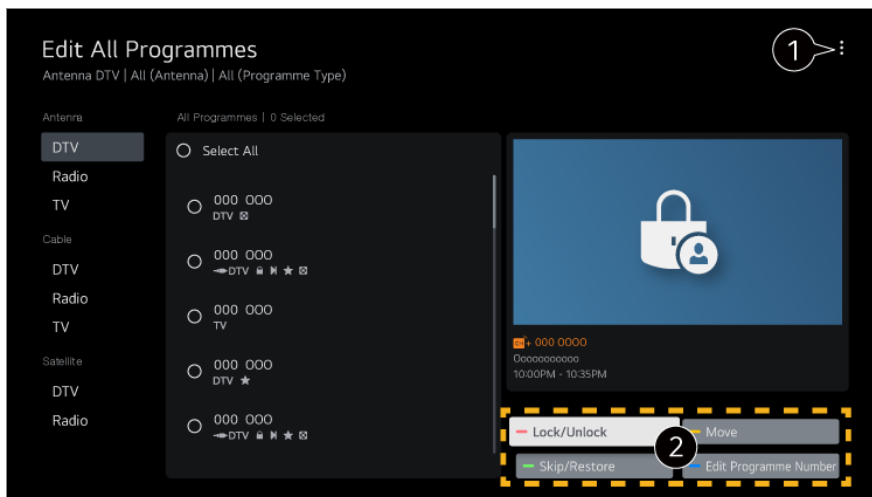 Edit All Programmes
1
Antenna DTV | All (Antenna) | All (Programme Type)
Antenna
DTV
Radio
TV
Cable
DTV
Radio
TV
Satellite
DTV
Radio
All Programmes | 0 Selected
Select All
000 000
DTV
000 000
DTV
000 000
TV
000 000
DTV
000 000
DTV
CH+ 000 0000
Oooooooooo
10:00PM - 10:35PM
Lock/Unlock
Move
2
Skip/Restore
Edit Programme Number